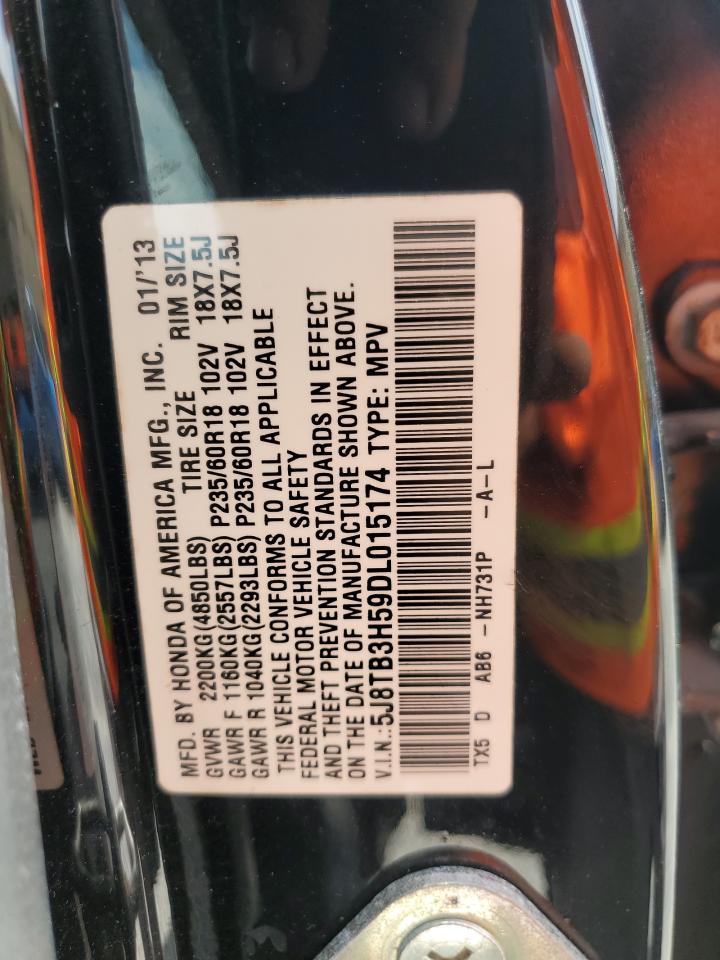 MFD. BY HONDA OF AMERICA MFG., INC. 01/'13
GVWR 2200KG(4850LBS) TIRE SIZE RIM SIZE
GAWR F 1160KG(2557LBS) P235/60R18 102V 18X7.5J
GAWR R 1040KG(2293LBS) P235/60R18 102V 18X7.5J
THIS VEHICLE CONFORMS TO ALL APPLICABLE
FEDERAL MOTOR VEHICLE SAFETY
AND THEFT PREVENTION STANDARDS IN EFFECT
ON THE DATE OF MANUFACTURE SHOWN ABOVE.
V.I.N.:5J8TB3H59DL015174 TYPE: MPV
TX5 D AB6 -NH731P -A-L